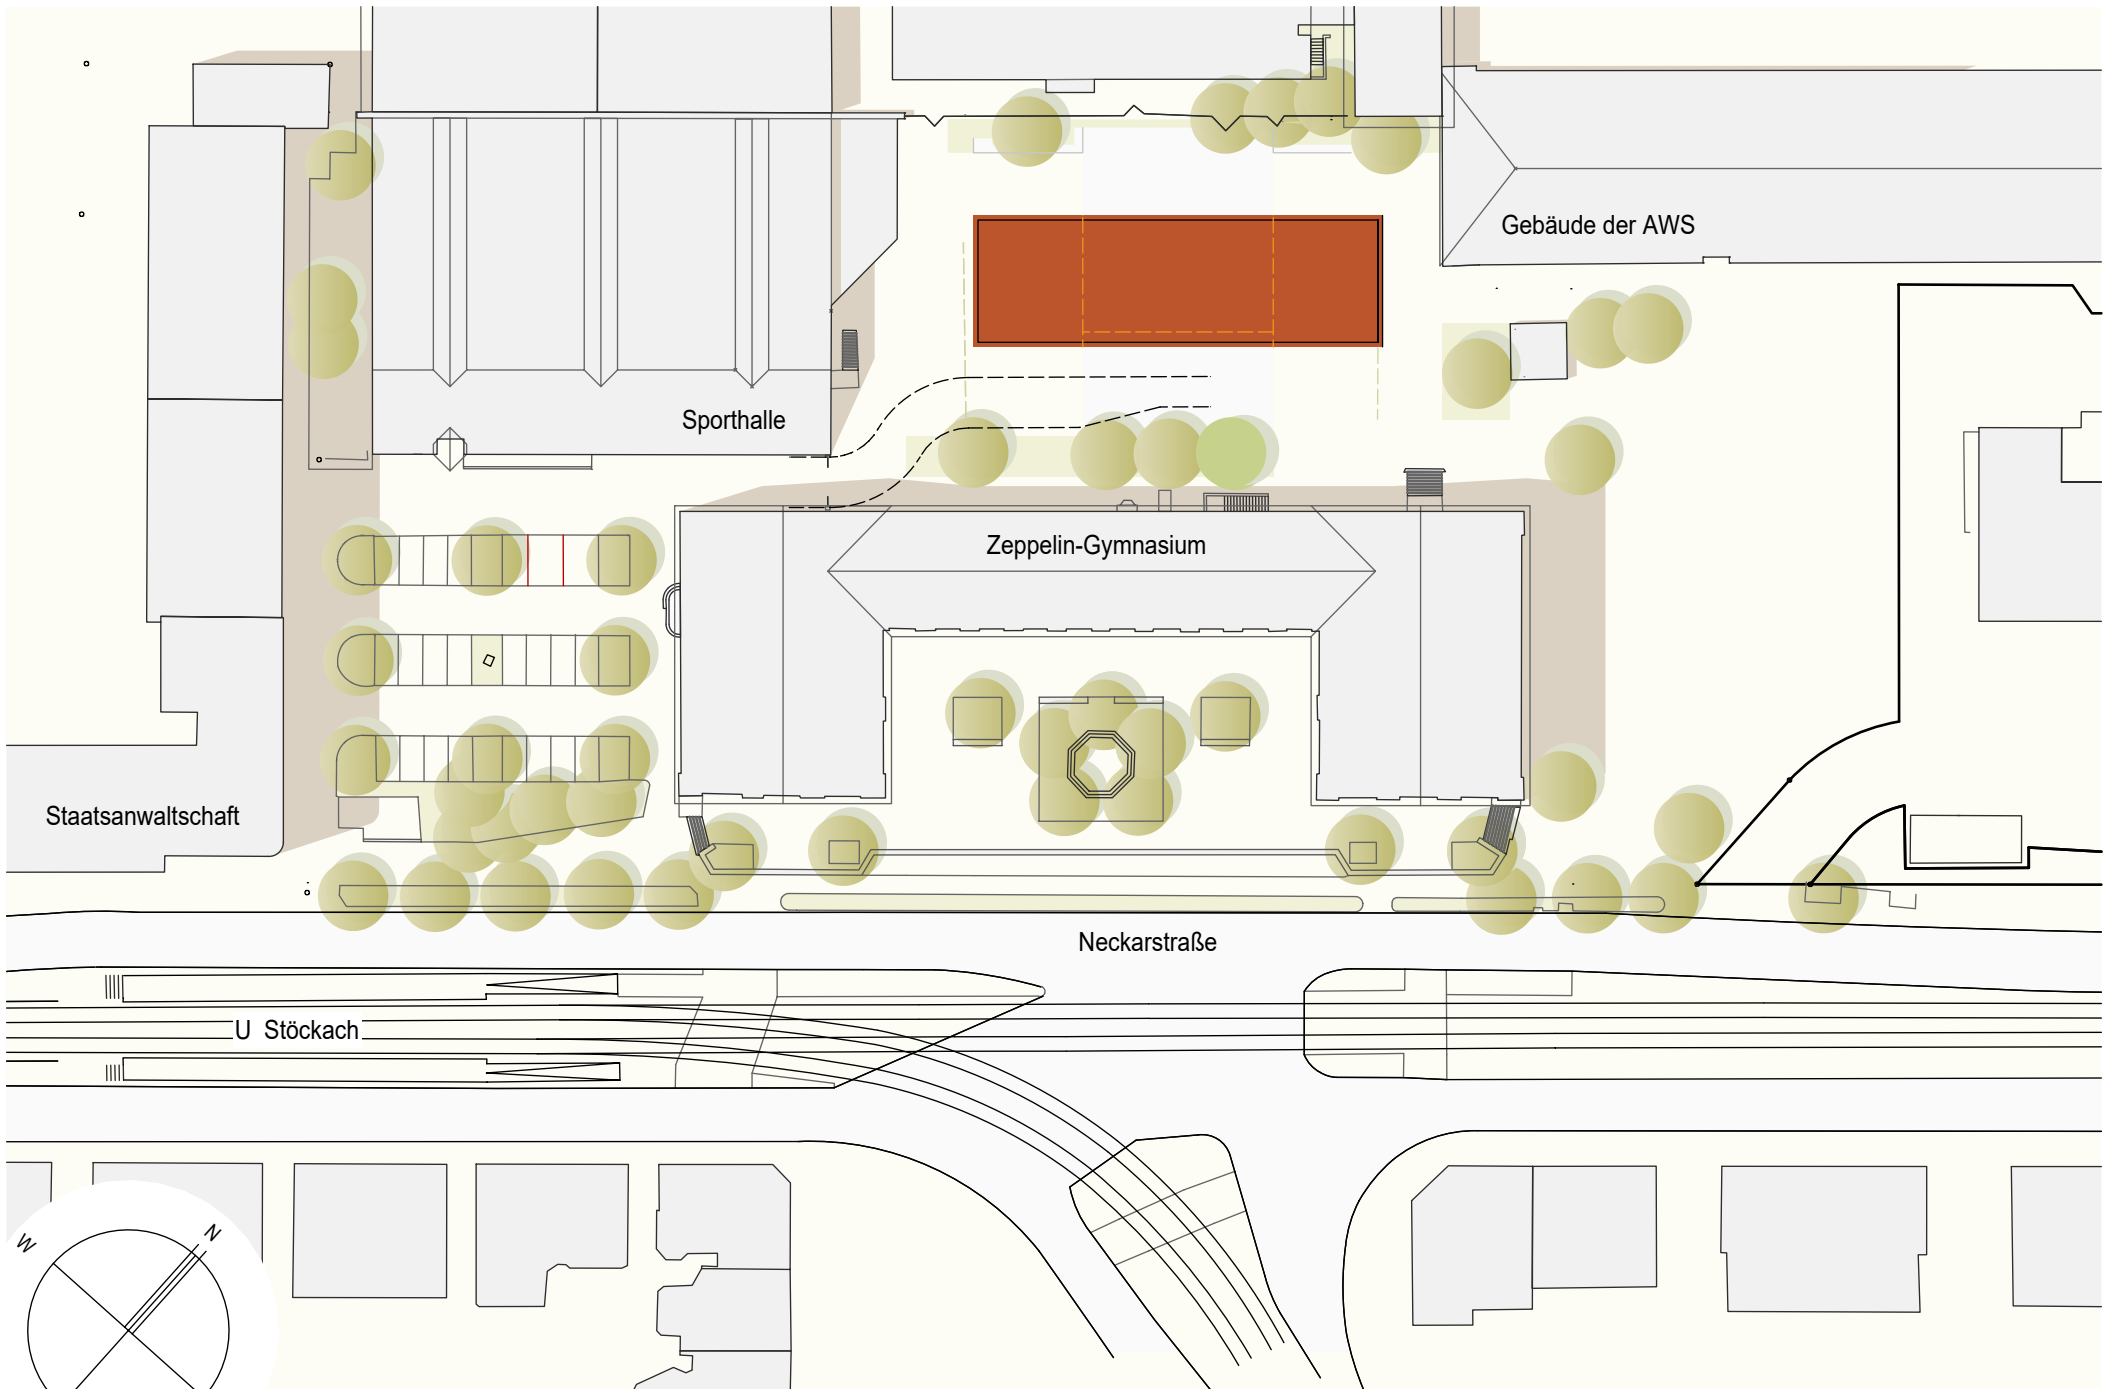 Gebäude der AWS
Sporthalle
Zeppelin-Gymnasium
Staatsanwaltschaft
Neckarstraße
U Stöckach
W
N